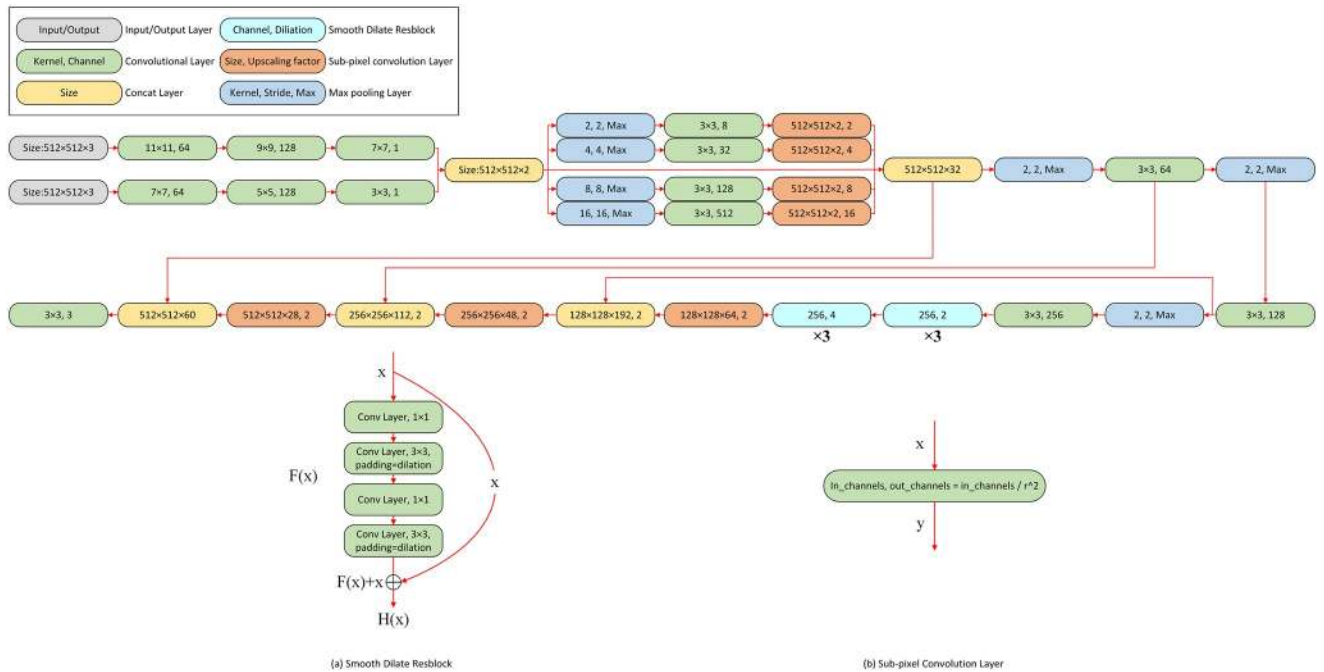 Input/Output Input/Output Layer Channel, Diliation Smooth Dilate Resblock
Kernel, Channel Convolutional Layer Size, Upscaling factor Sub-pixel convolution Layer
Size Concat Layer Kernel, Stride, Max Max pooling Layer
2, 2, Max 3×3, 8 512×512×2, 2
Size:512×512×3 11×11, 64 9×9, 128 7×7, 1 4, 4, Max 3×3, 32 512×512×2, 4
Size:512×512×2 512×512×32 2, 2, Max 3×3, 64 2, 2, Max
Size:512×512×3 7×7, 64 5×5, 128 3×3, 1 8, 8, Max 3×3, 128 512×512×2, 8
16, 16, Max 3×3, 512 512×512×2, 16
3×3, 3 512×512×60 512×512×28, 2 256×256×112, 2 256×256×48, 2 128×128×192, 2 128×128×64, 2 256, 4 256, 2 3×3, 256 2, 2, Max 3×3, 128
×3 ×3
x
Conv Layer, 1×1
Conv Layer, 3×3,
padding=dilation
F(x)
x
Conv Layer, 1×1
Conv Layer, 3×3,
padding=dilation
F(x)+x
H(x)
x
In_channels, out_channels = in_channels / r^2
y
(a) Smooth Dilate Resblock
(b) Sub-pixel Convolution Layer